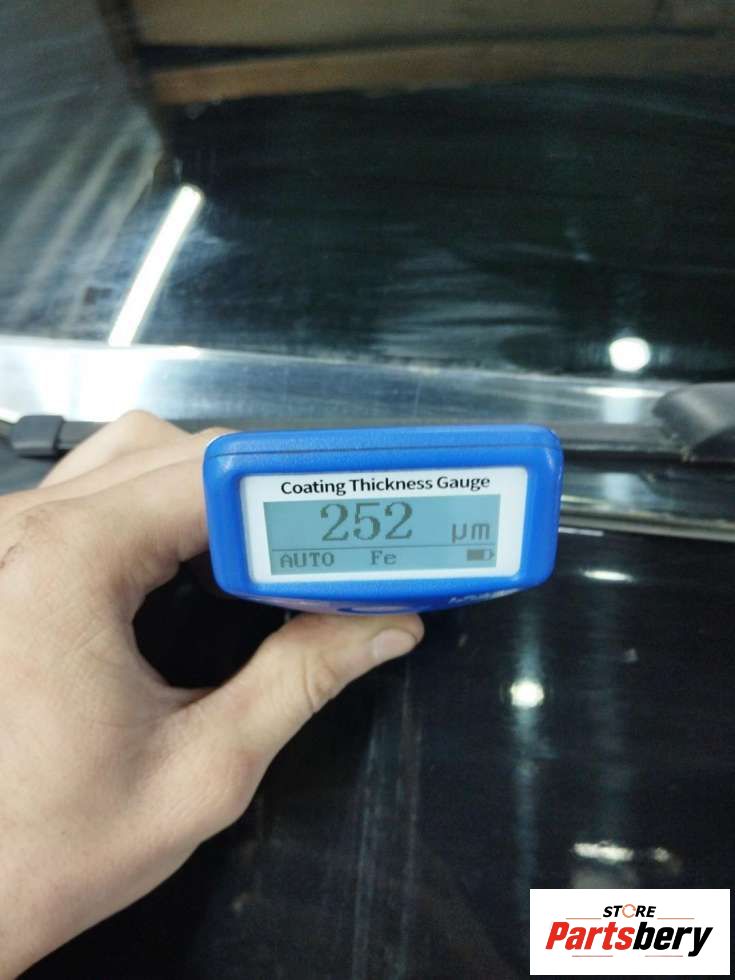 Coating Thickness Gauge
252 µm
AUTO Fe
STORE
Partsbery